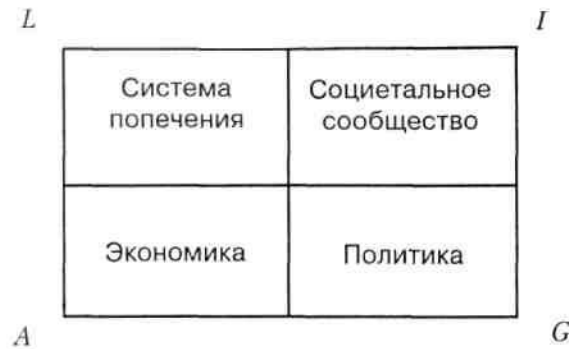 L I
Система Социетальное
попечения сообщество
Экономика Политика
A G